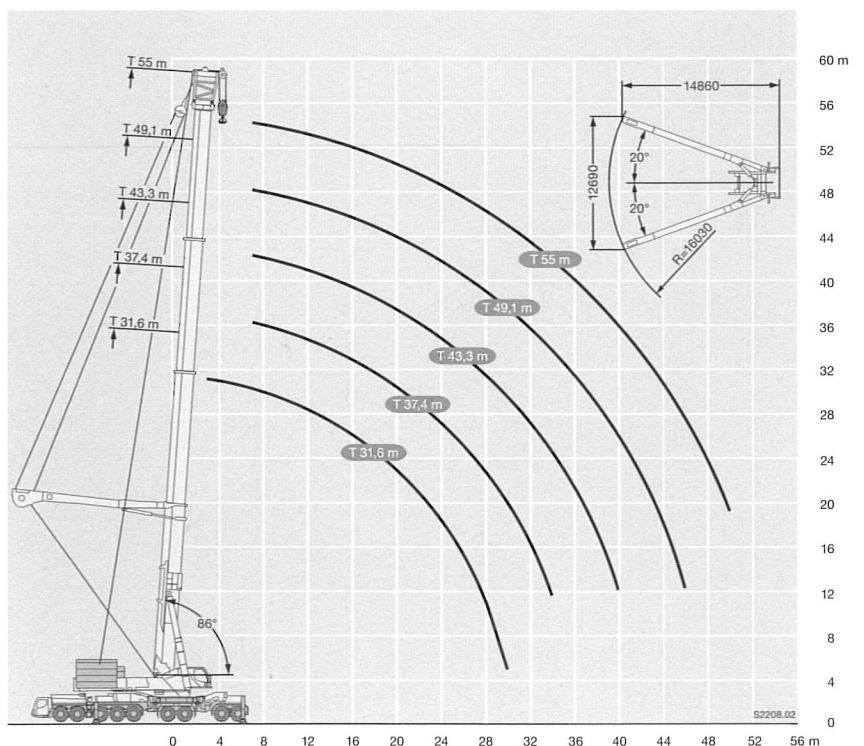 T 55 m
T 49,1 m
T 43,3 m
T 37,4 m
T 31,6 m
86°
T 55 m
T 49,1 m
T 43,3 m
T 37,4 m
T 31,6 m
14860
12690
20°
20°
R=16030
S2208.02
60 m
56
52
48
44
40
36
32
28
24
20
16
12
8
4
0
0 4 8 12 16 20 24 28 32 36 40 44 48 52 56 m